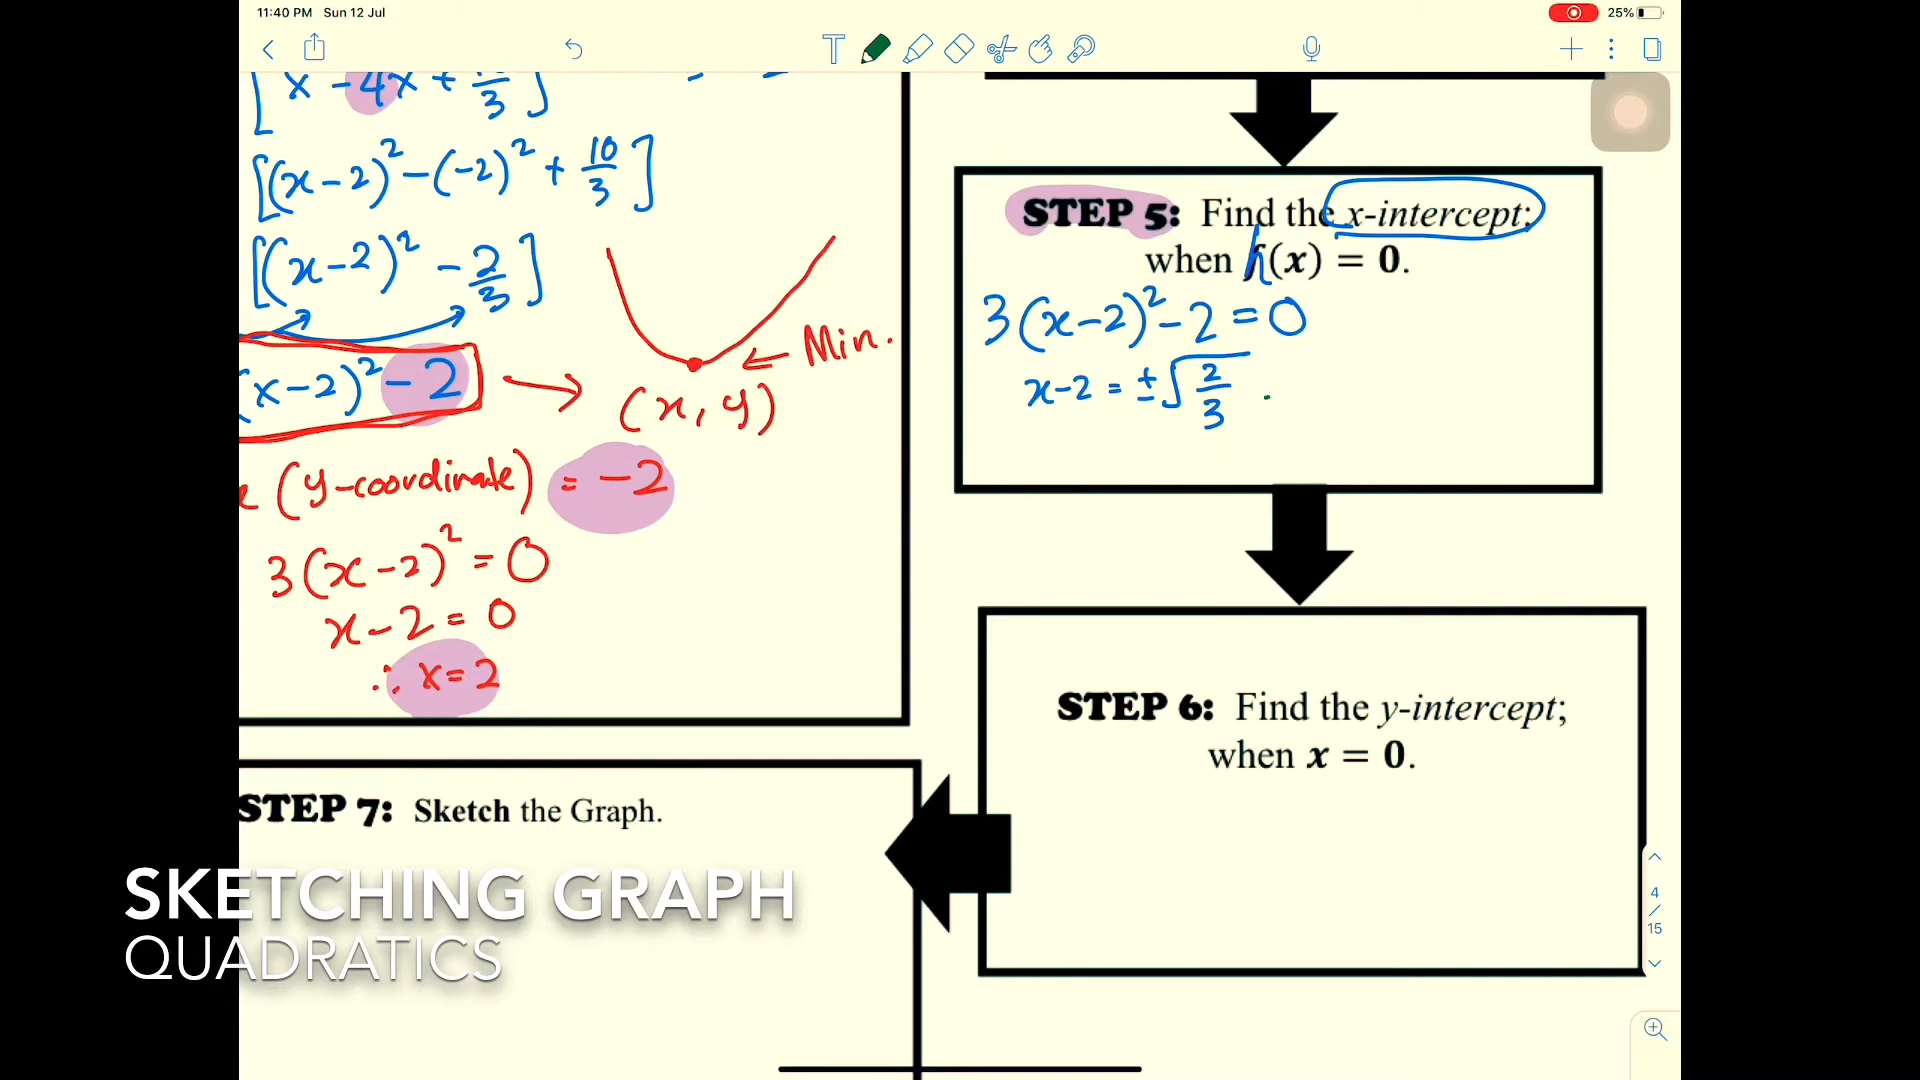 11:40 PM Sun 12 Jul
25%
[x - 4x + /3]
[(x-2)² - (-2)² + 10/3]
[(x-2)² - 2/3]
(x-2)² - 2
(x, y)
← Min.
(y-coordinate) = -2
3(x-2)² = 0
x-2 = 0
∴ x = 2
STEP 5: Find the x-intercept;
when h(x) = 0.
3(x-2)² - 2 = 0
x-2 = ±√2/3
STEP 6: Find the y-intercept;
when x = 0.
STEP 7: Sketch the Graph.
SKETCHING GRAPH
QUADRATICS
4
/
15